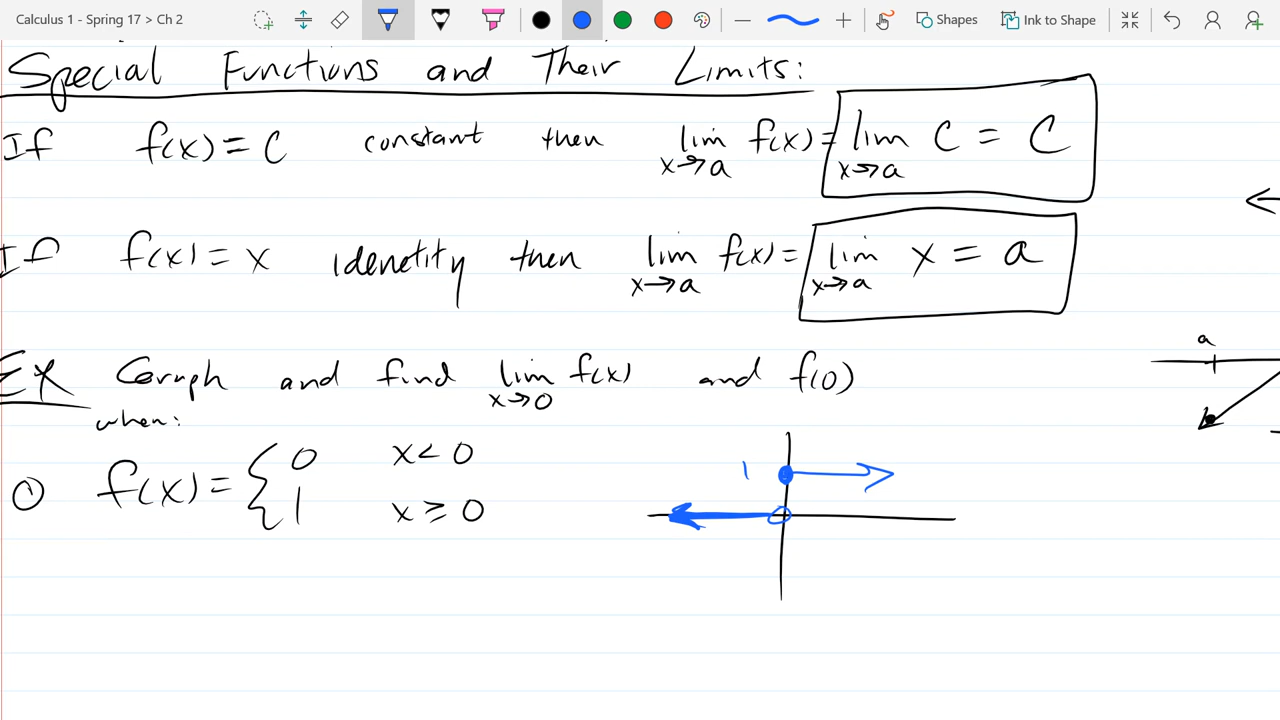 Calculus 1 - Spring 17 > Ch 2
Shapes
Ink to Shape
Special Functions and Their Limits:
If f(x) = C constant then lim x→a f(x) = lim x→a C = C
If f(x) = x idenetity then lim x→a f(x) = lim x→a x = a
EX Graph and find lim x→0 f(x) and f(0)
when:
① f(x) = { 0 x < 0
1 x ≥ 0
1
a